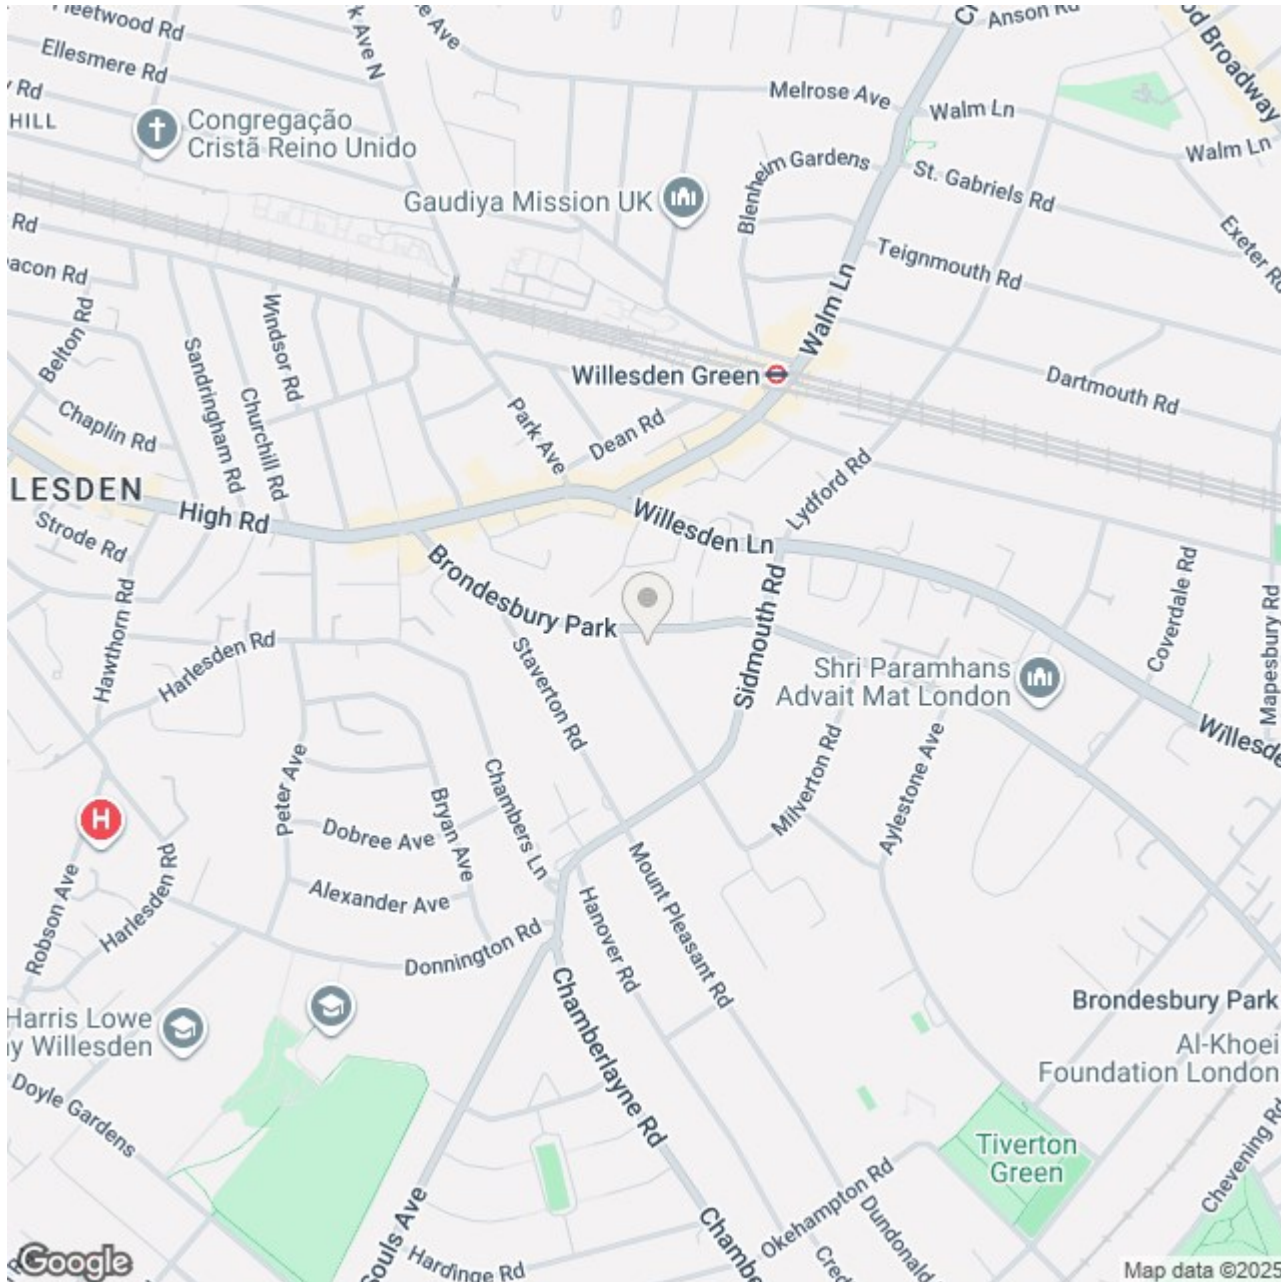 Fleetwood Rd
Anson Rd
Ellesmere Rd
k Ave N
e Ave
od Broadway
Melrose Ave
Walm Ln
y Rd
HILL
Congregação
Cristã Reino Unido
Blenheim Gardens
Walm Ln
St. Gabriels Rd
Gaudiya Mission UK
Exeter Rd
Rd
Teignmouth Rd
eacon Rd
Belton Rd
Windsor Rd
Walm Ln
Sandringham Rd
Willesden Green
Dartmouth Rd
Churchill Rd
Chaplin Rd
Park Ave
Dean Rd
LESDEN
High Rd
Lydford Rd
Strode Rd
Willesden Ln
Brondesbury Park
Coverdale Rd
Hawthorn Rd
Harlesden Rd
Sidmouth Rd
Mapesbury Rd
Staverton Rd
Shri Paramhans
Advait Mat London
Willesde
Peter Ave
Chambers Ln
Milverton Rd
Aylestone Ave
H
Bryan Ave
Dobree Ave
Alexander Ave
Harlesden Rd
Robson Ave
Mount Pleasant Rd
Hanover Rd
Donnington Rd
Chamberlayne Rd
Brondesbury Park
Harris Lowe
y Willesden
Al-Khoei
Foundation London
Doyle Gardens
Tiverton
Green
Chevening Rd
Okehampton Rd
Dundonald
Souls Ave
Chambe
Hardinge Rd
Cred
Google
Map data ©2025